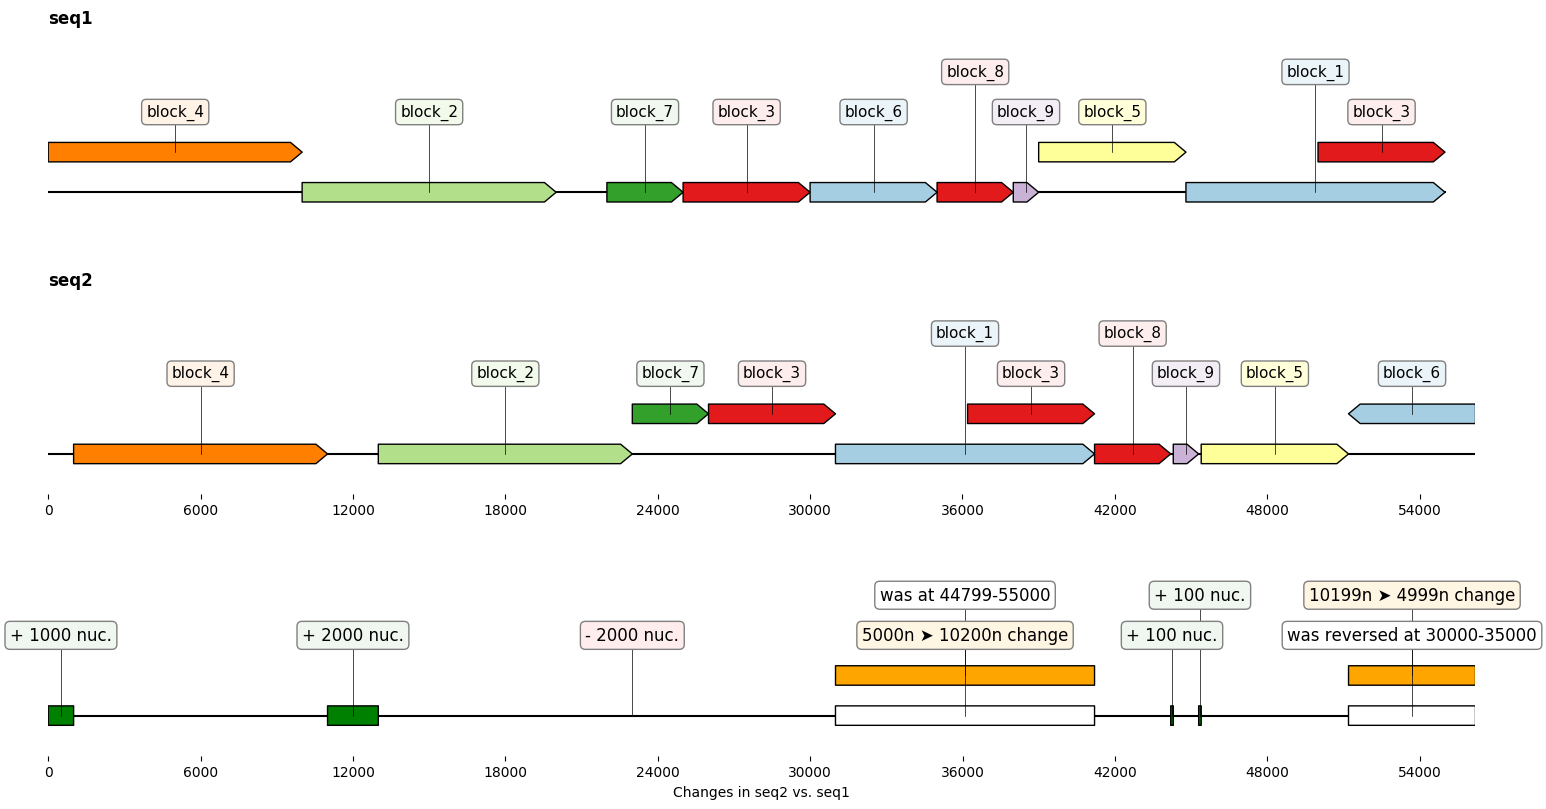 seq1
block_8
block_1
block_4
block_2
block_7
block_3
block_6
block_9
block_5
block_3
seq2
block_1
block_8
block_4
block_2
block_7
block_3
block_3
block_9
block_5
block_6
0 6000 12000 18000 24000 30000 36000 42000 48000 54000
was at 44799-55000
+ 100 nuc.
10199n ➤ 4999n change
+ 1000 nuc.
+ 2000 nuc.
- 2000 nuc.
5000n ➤ 10200n change
+ 100 nuc.
was reversed at 30000-35000
0 6000 12000 18000 24000 30000 36000 42000 48000 54000
Changes in seq2 vs. seq1